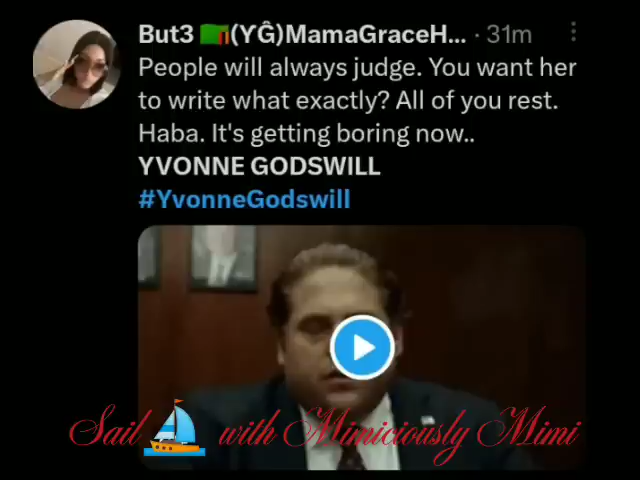 But3 🇿🇲(YĜ)MamaGraceH... · 31m
People will always judge. You want her
to write what exactly? All of you rest.
Haba. It's getting boring now..
YVONNE GODSWILL
#YvonneGodswill
Sail ⛵ with Mimiciously Mimi